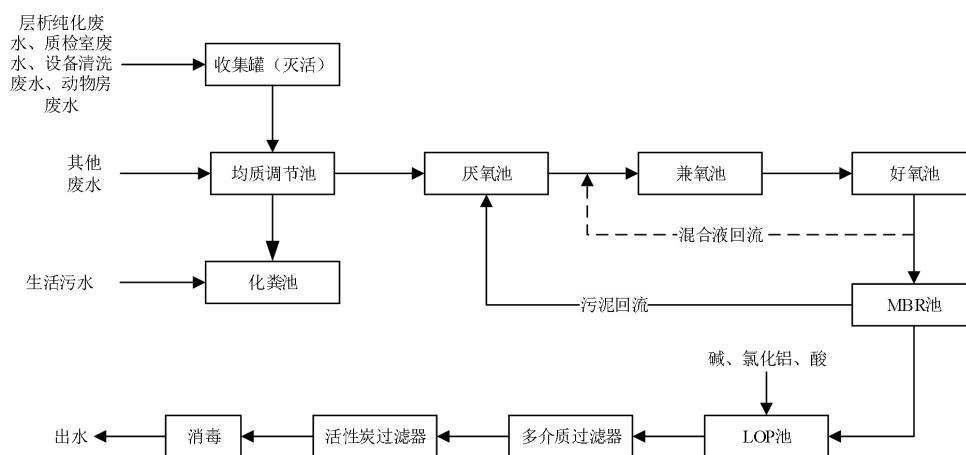 层析纯化废
水、质检室废
水、设备清洗
废水、动物房
废水
收集罐（灭活）
其他
废水
均质调节池
厌氧池
兼氧池
好氧池
混合液回流
生活污水
化粪池
污泥回流
MBR池
碱、氯化铝、酸
出水
消毒
活性炭过滤器
多介质过滤器
LOP池